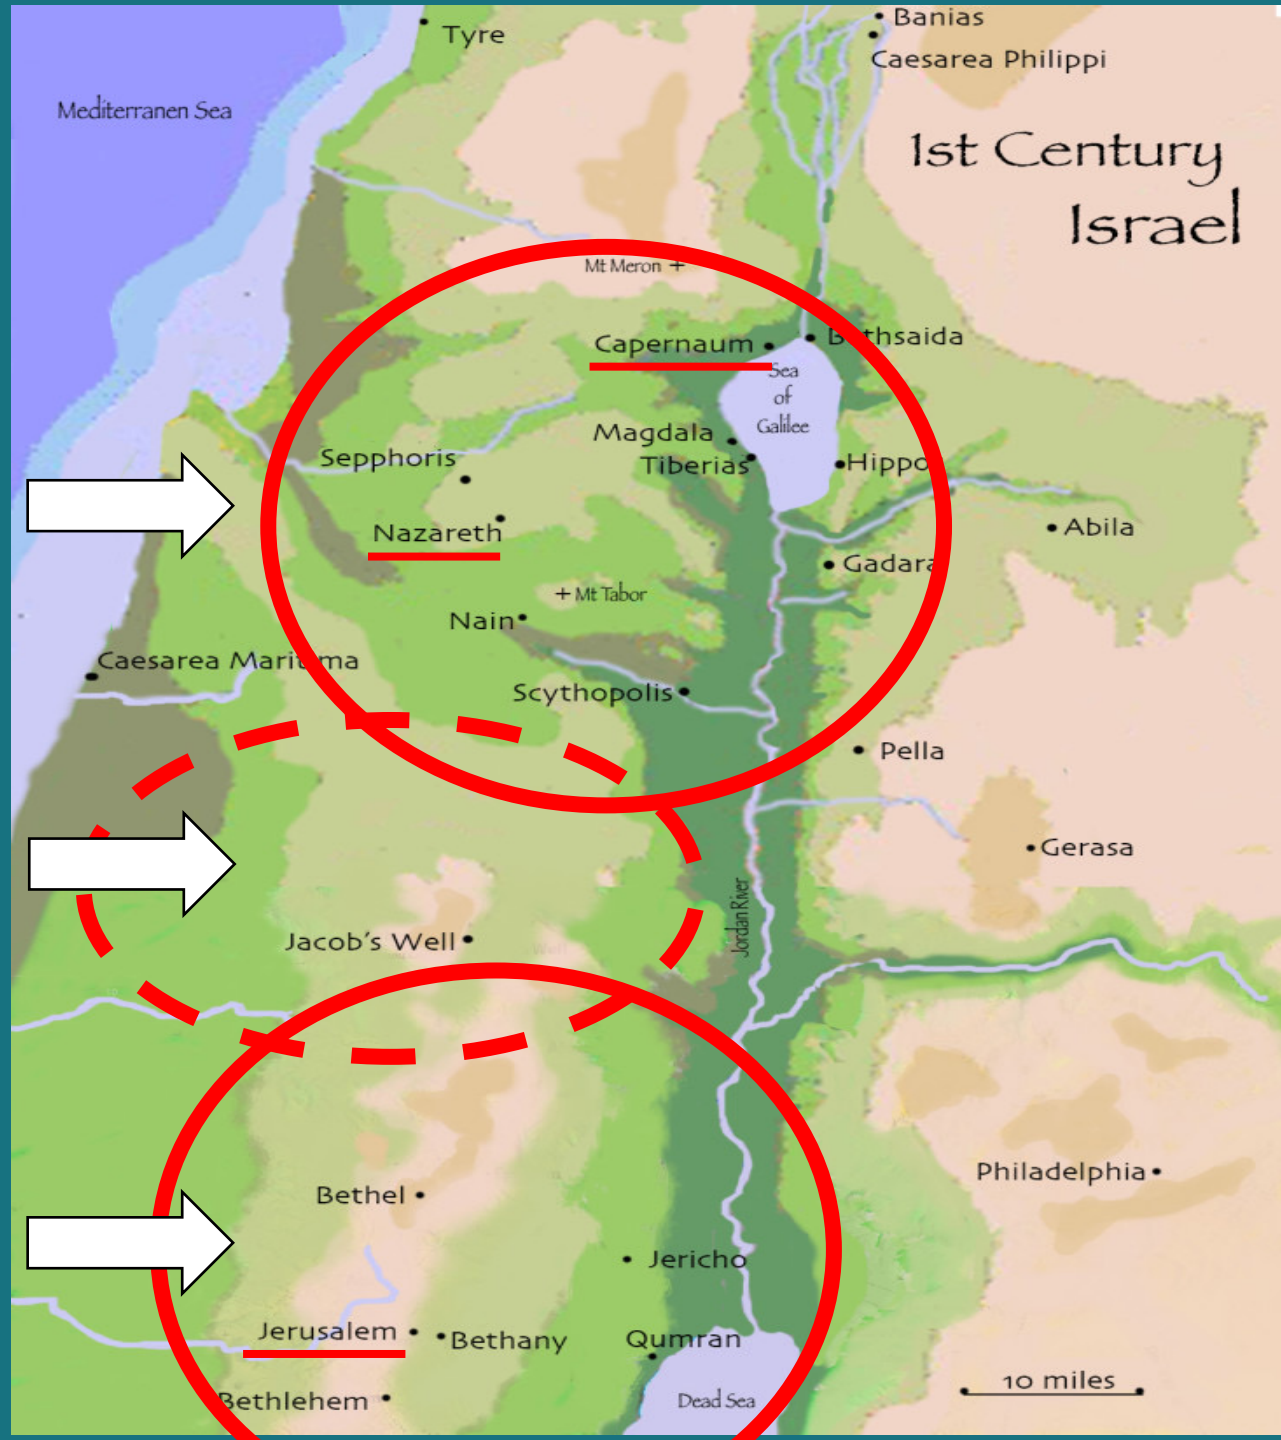 Banias
Tyre
Caesarea Philippi
Mediterranen Sea
1st Century
Israel
Mt Meron +
Capernaum
Bethsaida
Sea
of
Galilee
Magdala
Sepphoris
Tiberias
Hippo
Nazareth
Abila
Gadara
+ Mt Tabor
Nain
Caesarea Maritima
Scythopolis
Pella
Gerasa
Jordan River
Jacob's Well
Philadelphia
Bethel
Jericho
Jerusalem
Bethany
Qumran
10 miles
Bethlehem
Dead Sea